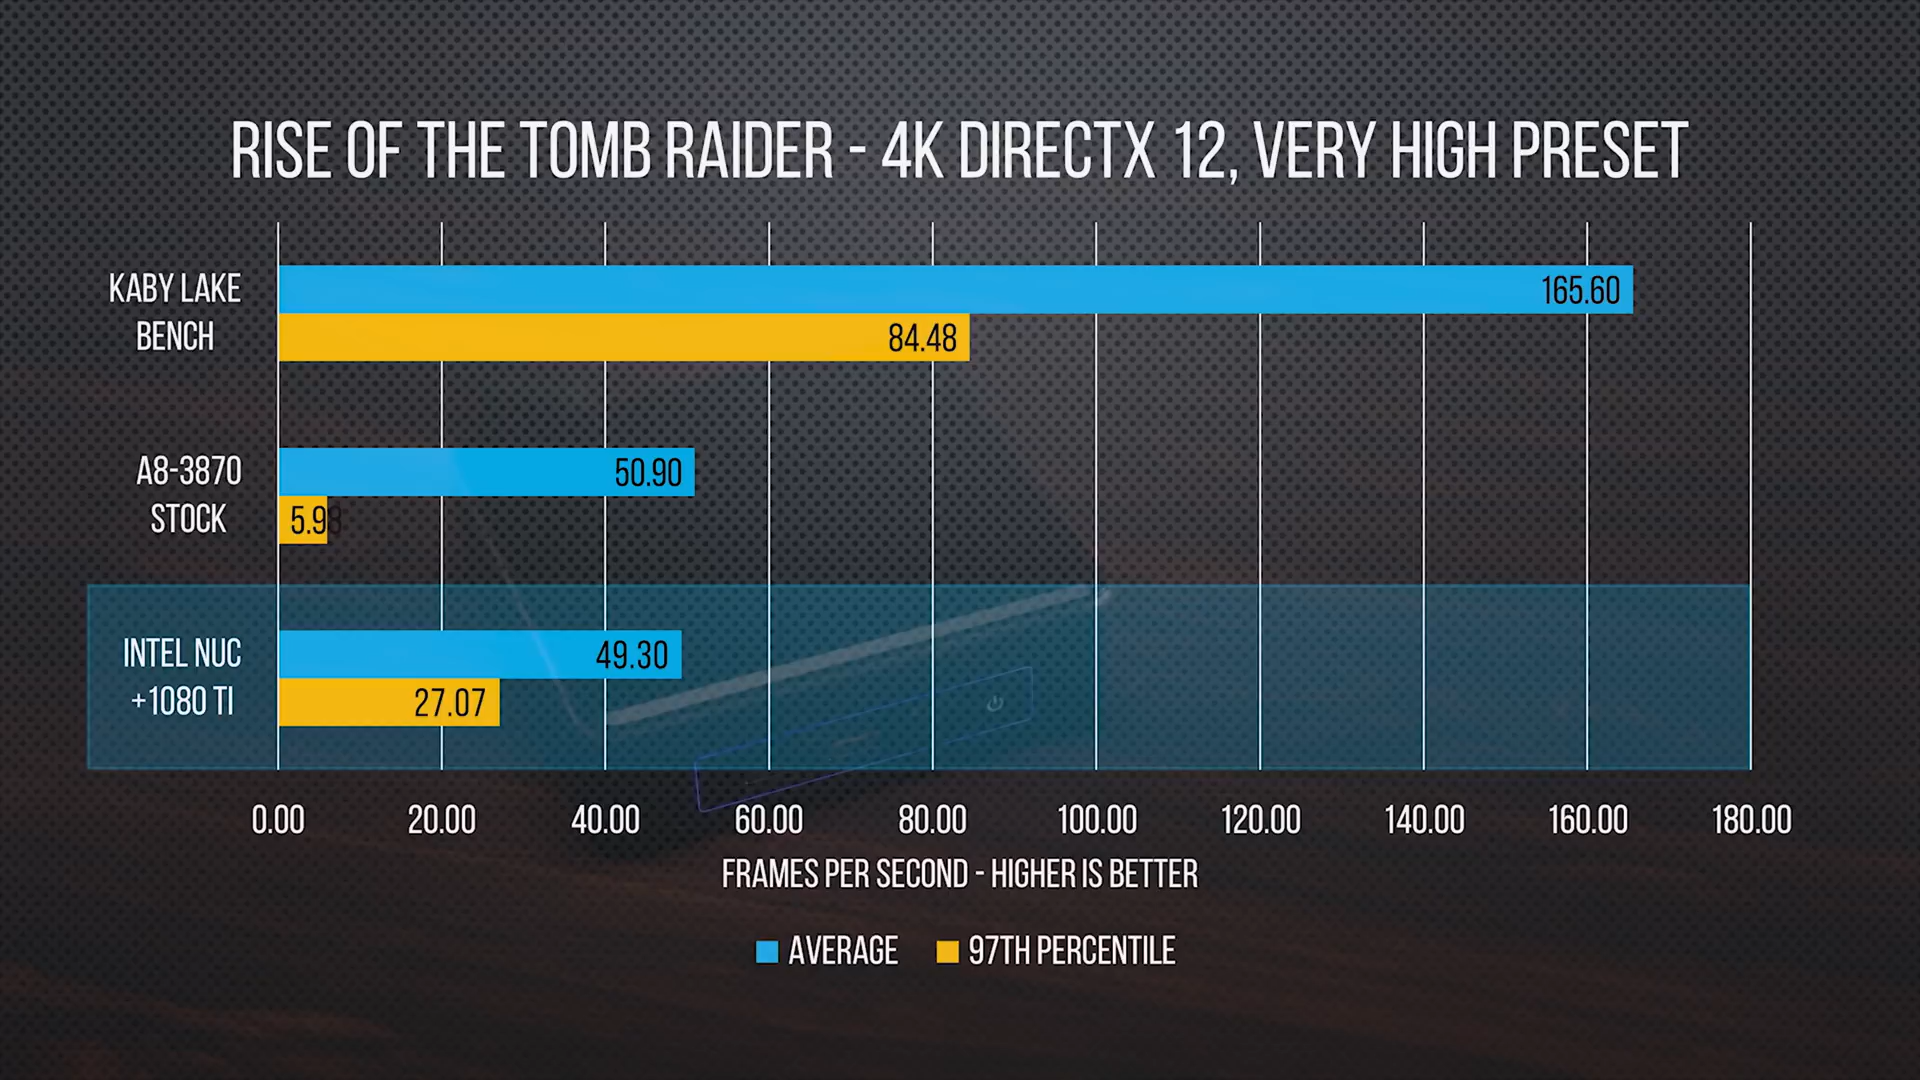 RISE OF THE TOMB RAIDER - 4K DIRECTX 12, VERY HIGH PRESET
KABY LAKE
BENCH
165.60
84.48
A8-3870
STOCK
50.90
5.98
INTEL NUC
+1080 TI
49.30
27.07
0.00 20.00 40.00 60.00 80.00 100.00 120.00 140.00 160.00 180.00
FRAMES PER SECOND - HIGHER IS BETTER
AVERAGE 97TH PERCENTILE